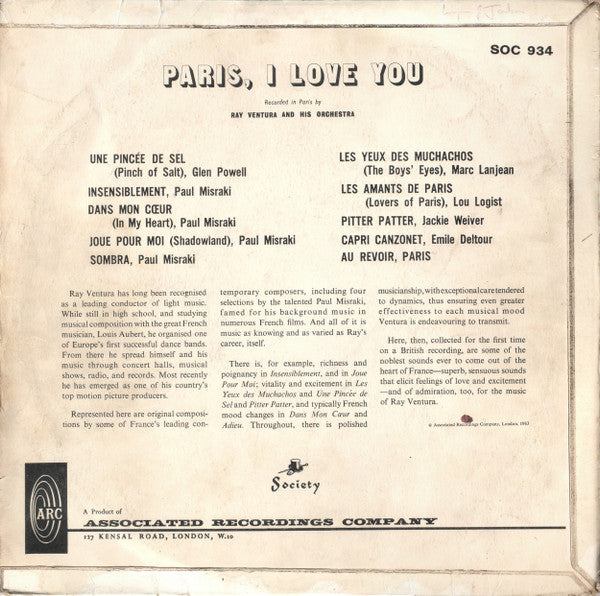 SOC 934
PARIS, I LOVE YOU
Recorded in Paris by
RAY VENTURA AND HIS ORCHESTRA
UNE PINCÉE DE SEL
(Pinch of Salt), Glen Powell
INSENSIBLEMENT, Paul Misraki
DANS MON CŒUR
(In My Heart), Paul Misraki
JOUE POUR MOI (Shadowland), Paul Misraki
SOMBRA, Paul Misraki
LES YEUX DES MUCHACHOS
(The Boys' Eyes), Marc Lanjean
LES AMANTS DE PARIS
(Lovers of Paris), Lou Logist
PITTER PATTER, Jackie Weiver
CAPRI CANZONET, Emile Deltour
AU REVOIR, PARIS
Ray Ventura has long been recognised
as a leading conductor of light music.
While still in high school, and studying
musical composition with the great French
musician, Louis Aubert, he organised one
of Europe's first successful dance bands.
From there he spread himself and his
music through concert halls, musical
shows, radio, and records. Most recently
he has emerged as one of his country's
top motion picture producers.
Represented here are original composi-
tions by some of France's leading con-
temporary composers, including four
selections by the talented Paul Misraki,
famed for his background music in
numerous French films. And all of it is
music as knowing and as varied as Ray's
career, itself.
There is, for example, richness and
poignancy in Insensiblement, and in Joue
Pour Moi; vitality and excitement in Les
Yeux des Muchachos and Une Pincée de
Sel and Pitter Patter, and typically French
mood changes in Dans Mon Cœur and
Adieu. Throughout, there is polished
musicianship, with exceptional care tendered
to dynamics, thus ensuring even greater
effectiveness to each musical mood
Ventura is endeavouring to transmit.
Here, then, collected for the first time
on a British recording, are some of the
noblest sounds ever to come out of the
heart of France—superb, sensuous sounds
that elicit feelings of love and excitement
—and of admiration, too, for the music
of Ray Ventura.
© Associated Recordings Company, London, 1963
Society
ARC
A Product of
ASSOCIATED RECORDINGS COMPANY
127 KENSAL ROAD, LONDON, W.10